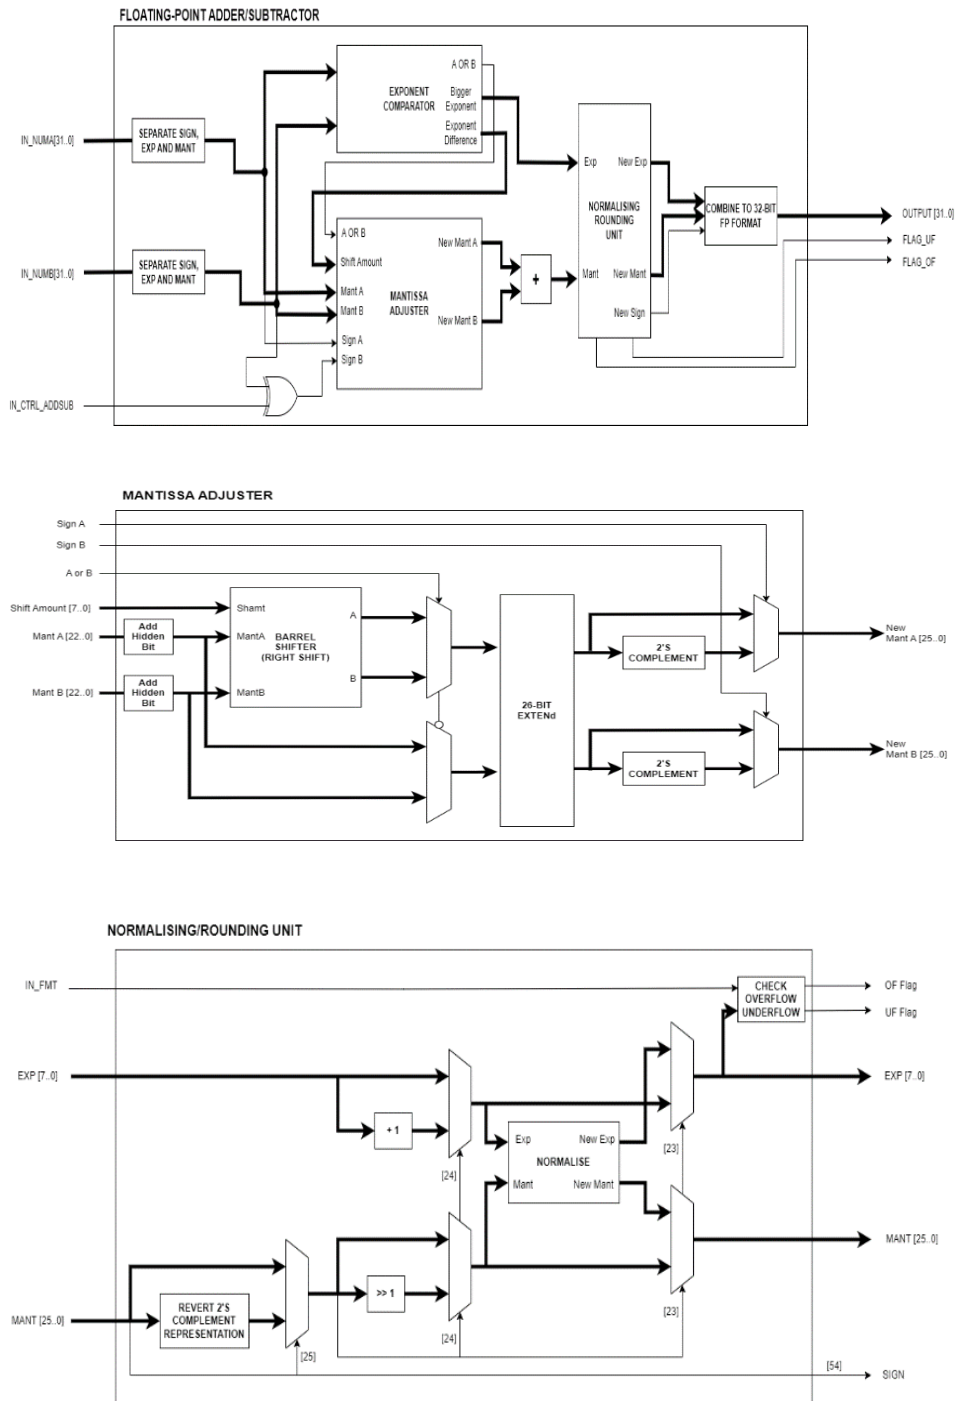 FLOATING-POINT ADDER/SUBTRACTOR
A OR B
EXPONENT
COMPARATOR
Bigger
Exponent
Exponent
Difference
IN_NUMA[31..0]
SEPARATE SIGN,
EXP AND MANT
Exp
New Exp
NORMALISING
ROUNDING
UNIT
COMBINE TO 32-BIT
FP FORMAT
OUTPUT [31..0]
FLAG_UF
FLAG_OF
IN_NUMB[31..0]
SEPARATE SIGN,
EXP AND MANT
A OR B
Shift Amount
Mant A
Mant B
Sign A
Sign B
MANTISSA
ADJUSTER
New Mant A
New Mant B
+
Mant
New Mant
New Sign
IN_CTRL_ADDSUB
MANTISSA ADJUSTER
Sign A
Sign B
A or B
Shift Amount [7..0]
Mant A [22..0]
Mant B [22..0]
Add
Hidden
Bit
Add
Hidden
Bit
Shamt
MantA
MantB
BARREL
SHIFTER
(RIGHT SHIFT)
A
B
26-BIT
EXTENd
2'S
COMPLEMENT
2'S
COMPLEMENT
New
Mant A [25..0]
New
Mant B [25..0]
NORMALISING/ROUNDING UNIT
IN_FMT
CHECK
OVERFLOW
UNDERFLOW
OF Flag
UF Flag
EXP [7..0]
EXP [7..0]
+ 1
Exp
New Exp
NORMALISE
Mant
New Mant
[24]
[23]
MANT [25..0]
>> 1
MANT [25..0]
REVERT 2'S
COMPLEMENT
REPRESENTATION
[25]
[24]
[23]
[54]
SIGN